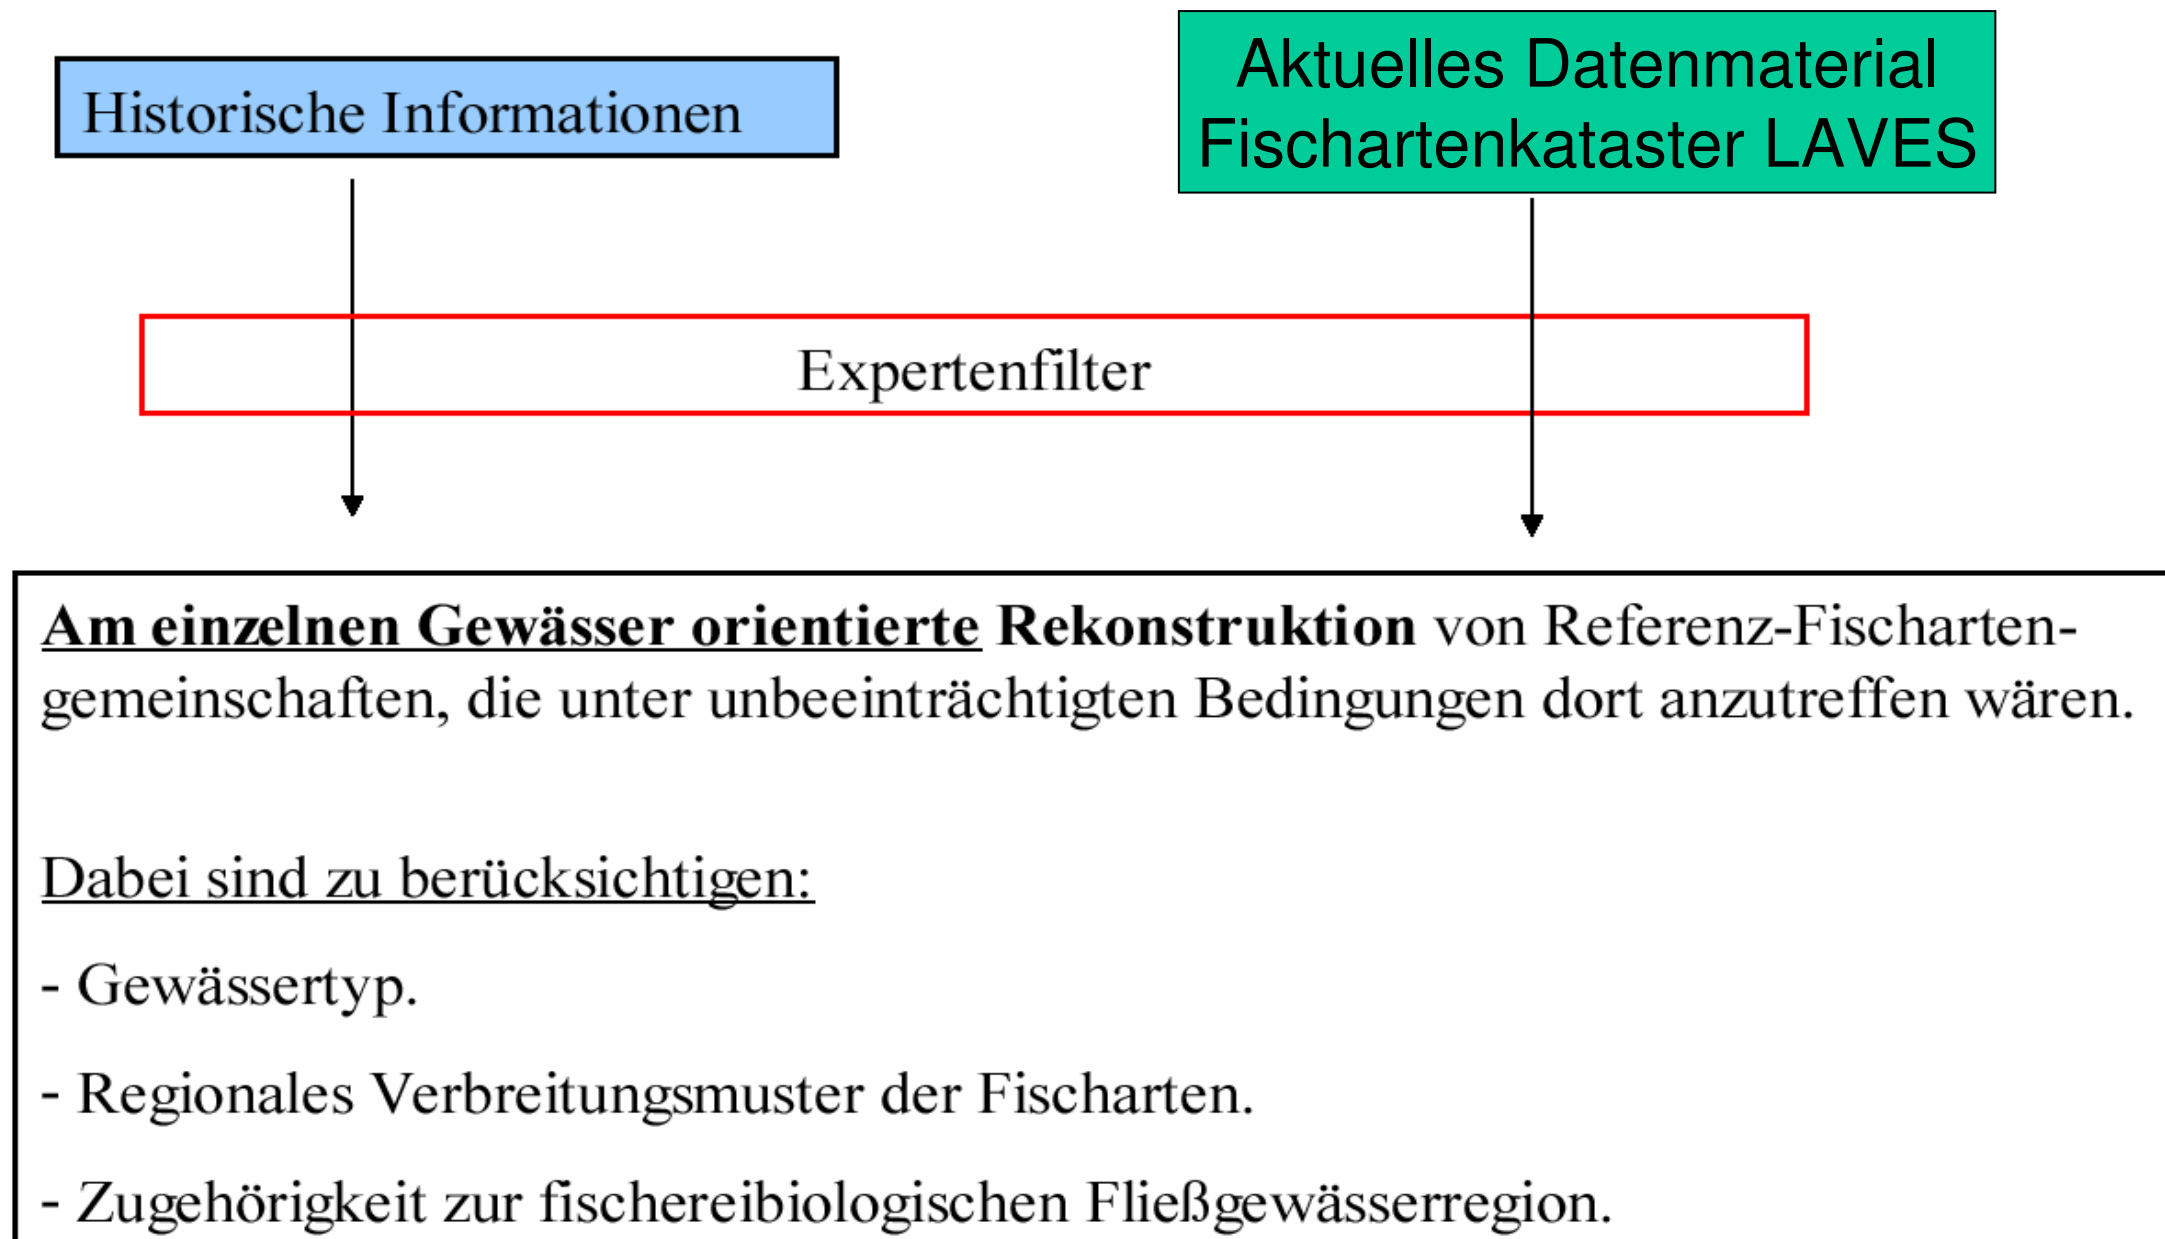 Historische Informationen
Aktuelles Datenmaterial
Fischartenkataster LAVES
Expertenfilter
Am einzelnen Gewässer orientierte Rekonstruktion von Referenz-Fischarten-
gemeinschaften, die unter unbeeinträchtigten Bedingungen dort anzutreffen wären.
Dabei sind zu berücksichtigen:
- Gewässertyp.
- Regionales Verbreitungsmuster der Fischarten.
- Zugehörigkeit zur fischereibiologischen Fließgewässerregion.